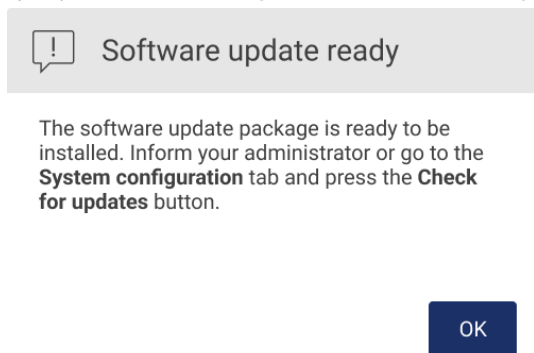 Software update ready
The software update package is ready to be
installed. Inform your administrator or go to the
System configuration tab and press the Check
for updates button.
OK